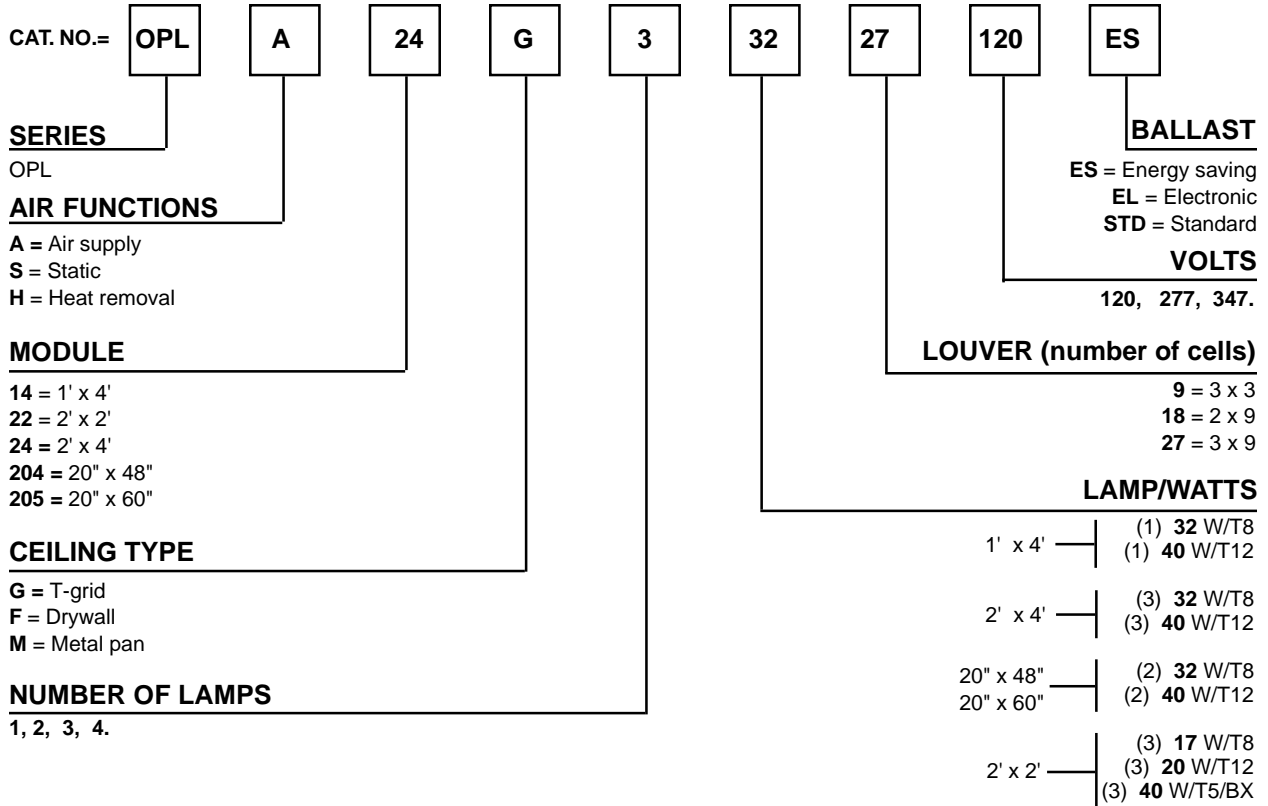 CAT. NO.= OPL A 24 G 3 32 27 120 ES
SERIES
OPL
AIR FUNCTIONS
A = Air supply
S = Static
H = Heat removal
MODULE
14 = 1' x 4'
22 = 2' x 2'
24 = 2' x 4'
204 = 20" x 48"
205 = 20" x 60"
CEILING TYPE
G = T-grid
F = Drywall
M = Metal pan
NUMBER OF LAMPS
1, 2, 3, 4.
BALLAST
ES = Energy saving
EL = Electronic
STD = Standard
VOLTS
120, 277, 347.
LOUVER (number of cells)
9 = 3 x 3
18 = 2 x 9
27 = 3 x 9
LAMP/WATTS
1' x 4'
(1) 32 W/T8
(1) 40 W/T12
2' x 4'
(3) 32 W/T8
(3) 40 W/T12
20" x 48"
20" x 60"
(2) 32 W/T8
(2) 40 W/T12
2' x 2'
(3) 17 W/T8
(3) 20 W/T12
(3) 40 W/T5/BX